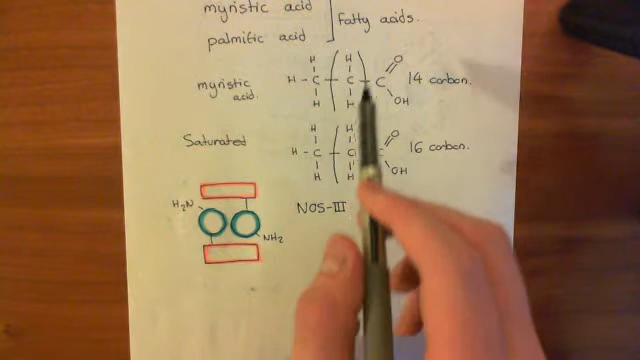 myristic acid
palmitic acid
fatty acids.
myristic acid.
H H O
H - C - C - C
H H OH
14 carbon.
Saturated
H H O
H - C - C C
H H OH
16 carbon.
H₂N
NH₂
NOS-III